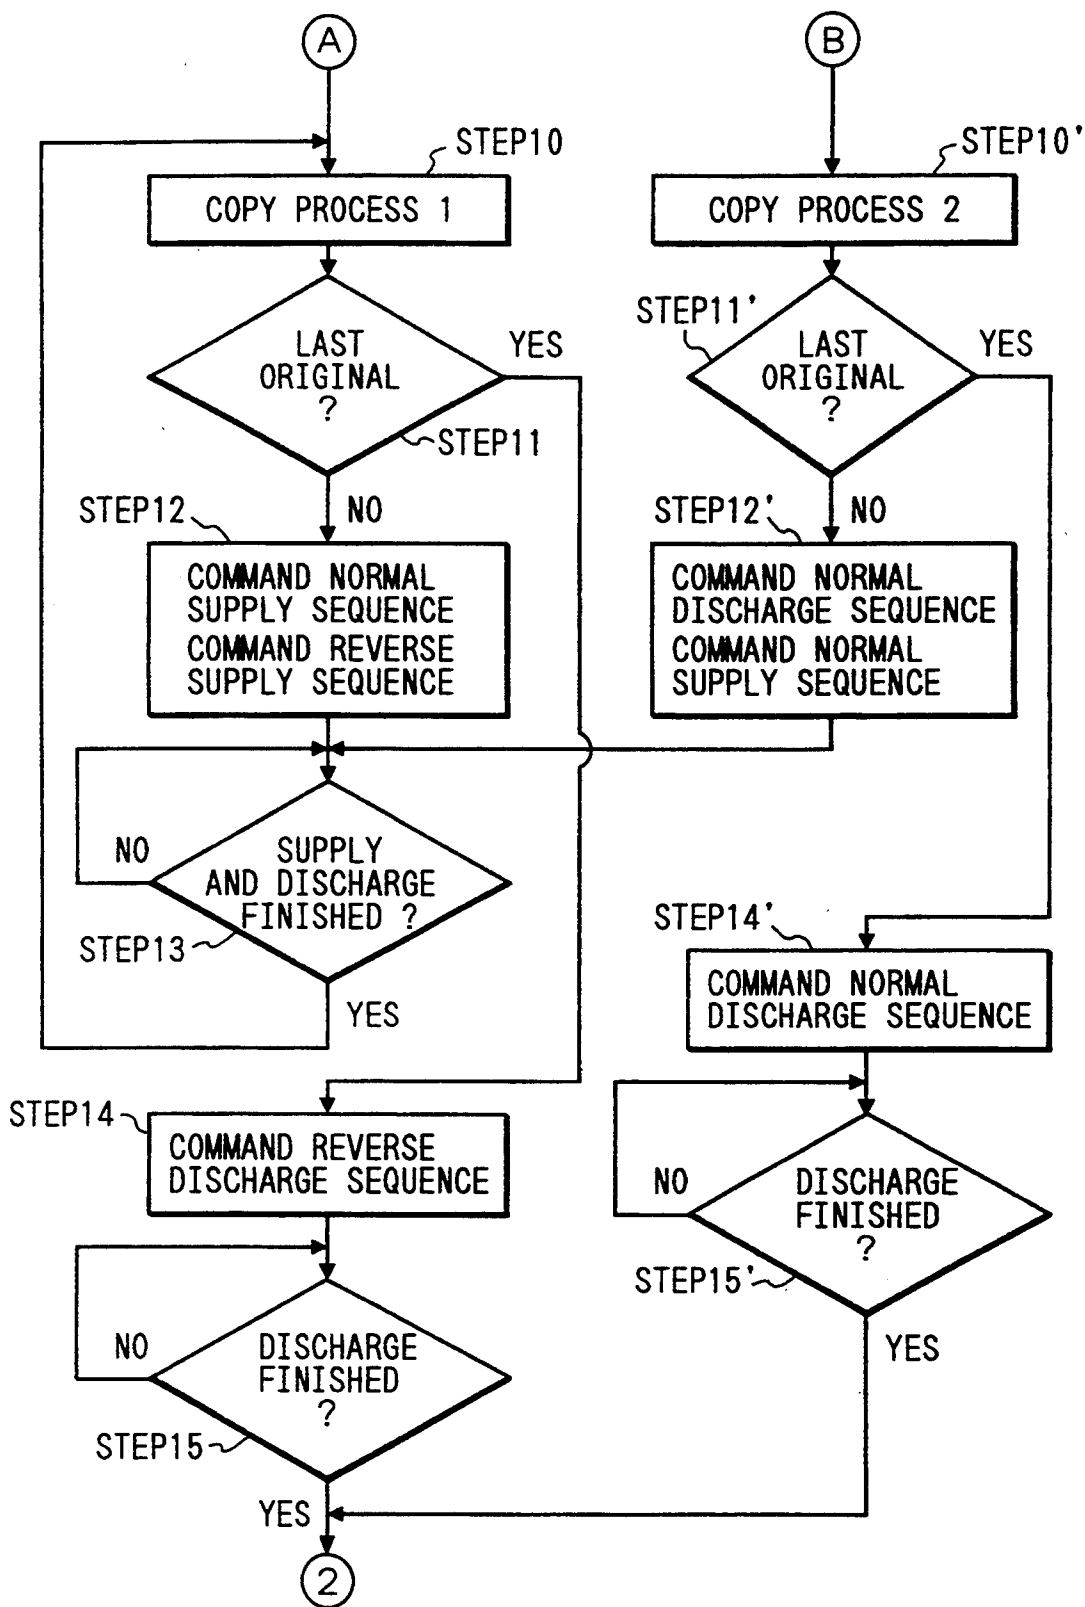 A
B
STEP10
STEP10'
COPY PROCESS 1
COPY PROCESS 2
STEP11'
LAST
ORIGINAL
?
YES
LAST
ORIGINAL
?
YES
STEP11
STEP12
NO
STEP12'
NO
COMMAND NORMAL
SUPPLY SEQUENCE
COMMAND REVERSE
SUPPLY SEQUENCE
COMMAND NORMAL
DISCHARGE SEQUENCE
COMMAND NORMAL
SUPPLY SEQUENCE
NO
SUPPLY
AND DISCHARGE
FINISHED ?
STEP13
YES
STEP14'
COMMAND NORMAL
DISCHARGE SEQUENCE
STEP14
COMMAND REVERSE
DISCHARGE SEQUENCE
NO
DISCHARGE
FINISHED
?
STEP15'
YES
NO
DISCHARGE
FINISHED
?
STEP15
YES
2